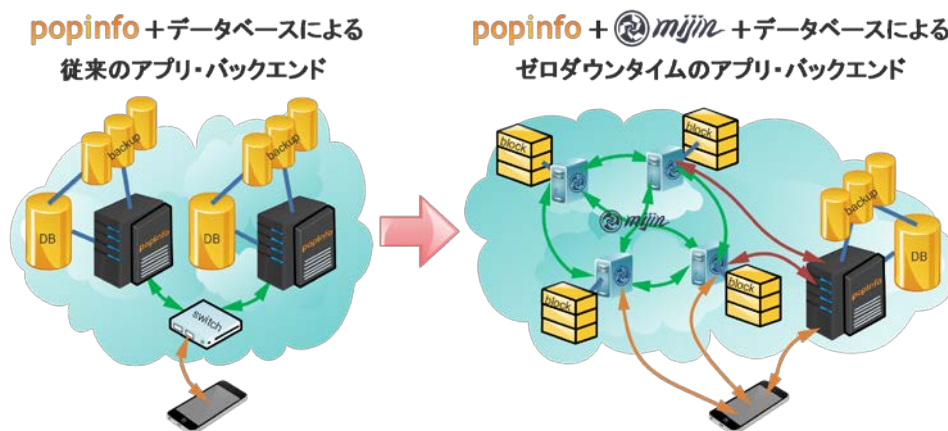 popinfo＋データベースによる
従来のアプリ・バックエンド
popinfo + mijin ＋データベースによる
ゼロダウンタイムのアプリ・バックエンド
backup
backup
DB
popinfo
DB
popinfo
switch
block
block
mijin
backup
DB
popinfo
block
block